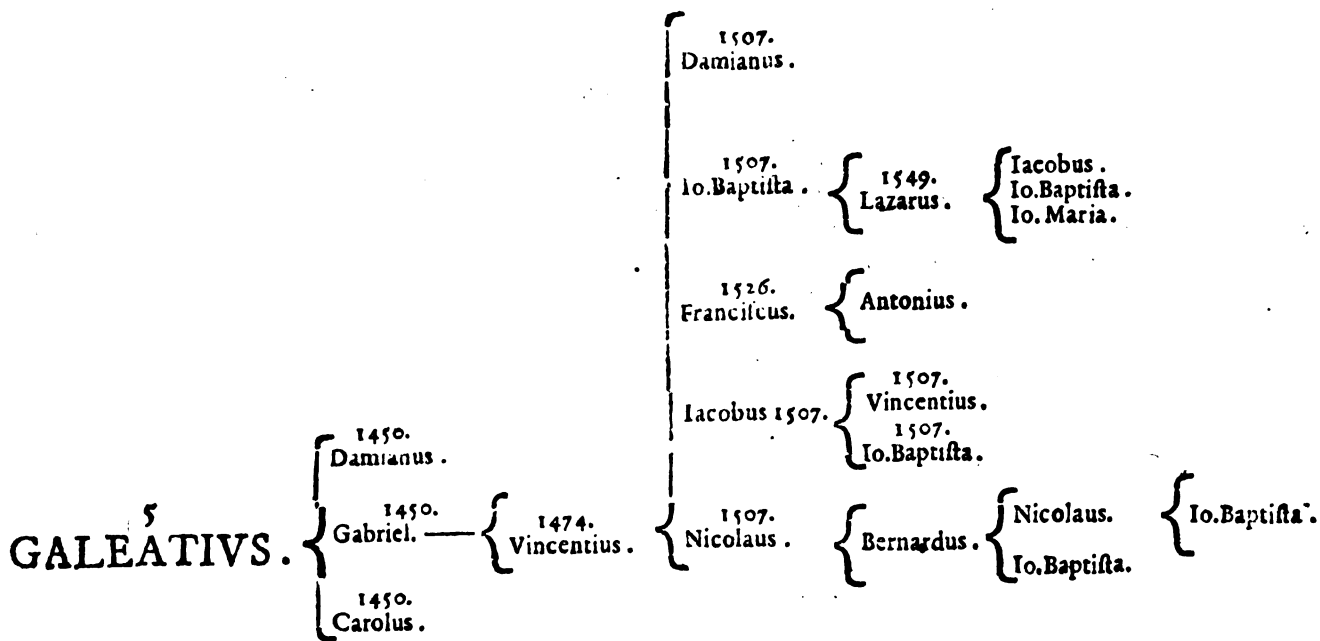 1507.
Damianus.
1507.
Io.Baptiſta.
1549.
Lazarus.
Iacobus.
Io.Baptiſta.
Io.Maria.
1526.
Franciſcus.
Antonius.
Iacobus 1507.
1507.
Vincentius.
1507.
Io.Baptiſta.
1450.
Damianus.
5
GALEATIVS.
1450.
Gabriel.
1474.
Vincentius.
1507.
Nicolaus.
Bernardus.
Nicolaus.
Io.Baptiſta.
Io.Baptiſta.
1450.
Carolus.